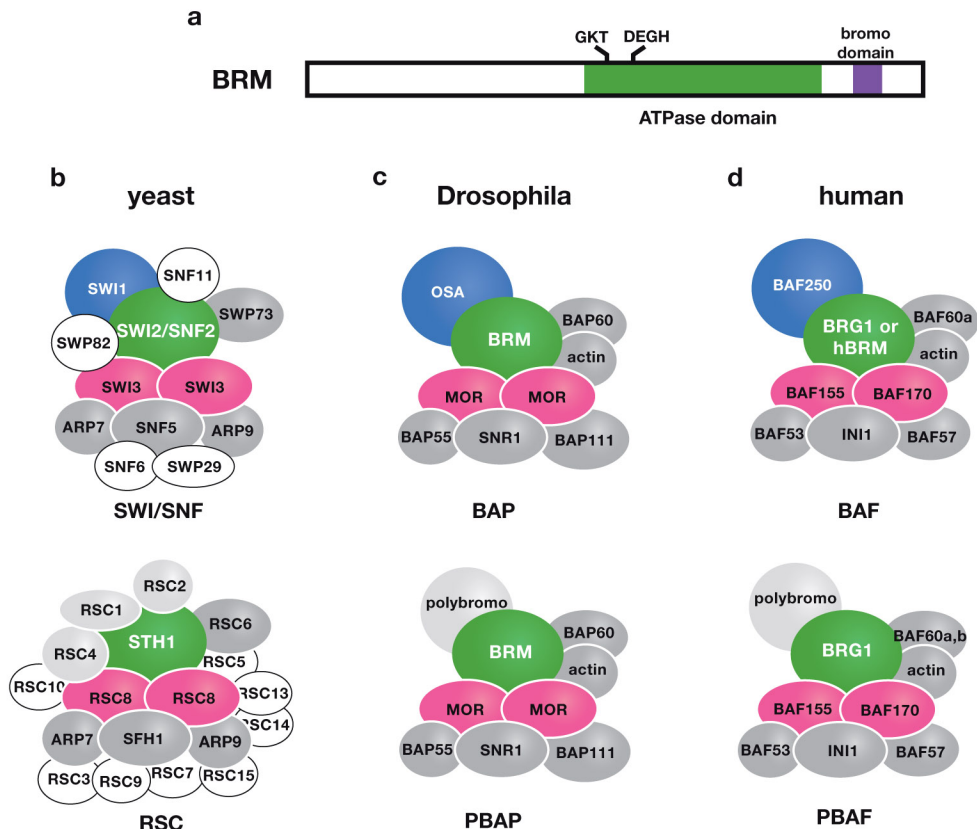 a
GKT DEGH
bromo
domain
BRM
ATPase domain
b
yeast
c
Drosophila
d
human
SWI1
SNF11
SWI2/SNF2
SWP73
SWP82
SWI3
SWI3
ARP7
SNF5
ARP9
SNF6
SWP29
SWI/SNF
OSA
BRM
BAP60
actin
MOR
MOR
BAP55
SNR1
BAP111
BAP
BAF250
BRG1 or
hBRM
BAF60a
actin
BAF155
BAF170
BAF53
INI1
BAF57
BAF
RSC2
RSC1
STH1
RSC6
RSC4
RSC5
RSC10
RSC8
RSC8
RSC13
RSC14
ARP7
SFH1
ARP9
RSC3
RSC9
RSC7
RSC15
RSC
polybromo
BRM
BAP60
actin
MOR
MOR
BAP55
SNR1
BAP111
PBAP
polybromo
BRG1
BAF60a,b
actin
BAF155
BAF170
BAF53
INI1
BAF57
PBAF